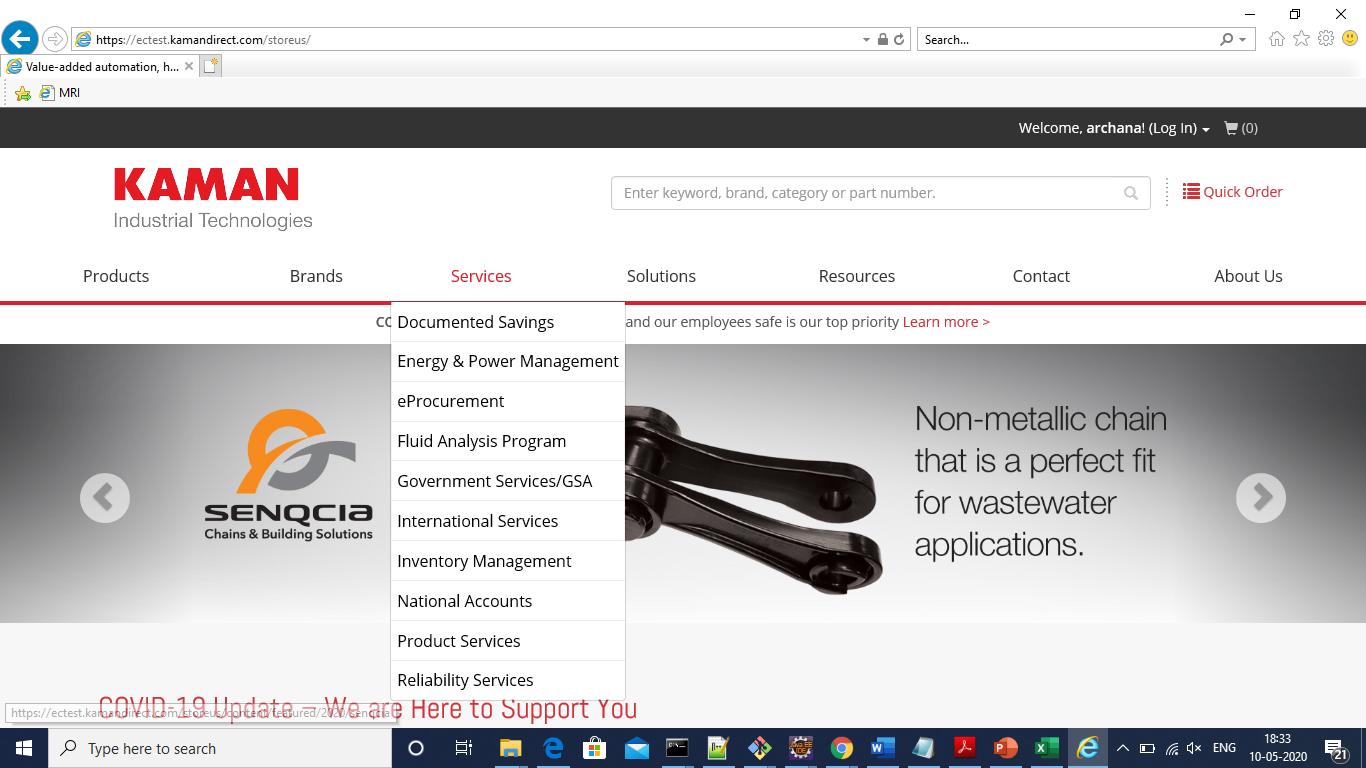 https://ectest.kamandirect.com/storeus/
Search...
Value-added automation, h...
MRI
Welcome, archana! (Log In)
(0)
KAMAN
Industrial Technologies
Enter keyword, brand, category or part number.
Quick Order
Products Brands Services Solutions Resources Contact About Us
CO
and our employees safe is our top priority Learn more >
Documented Savings
Energy & Power Management
eProcurement
Fluid Analysis Program
Government Services/GSA
International Services
Inventory Management
National Accounts
Product Services
Reliability Services
SENQCIA
Chains & Building Solutions
Non-metallic chain
that is a perfect fit
for wastewater
applications.
COVID-19 Update – We are Here to Support You
https://ectest.kamandirect.com/storeus/content/featured/2020/senqcia
Type here to search
ENG
18:33
10-05-2020
21